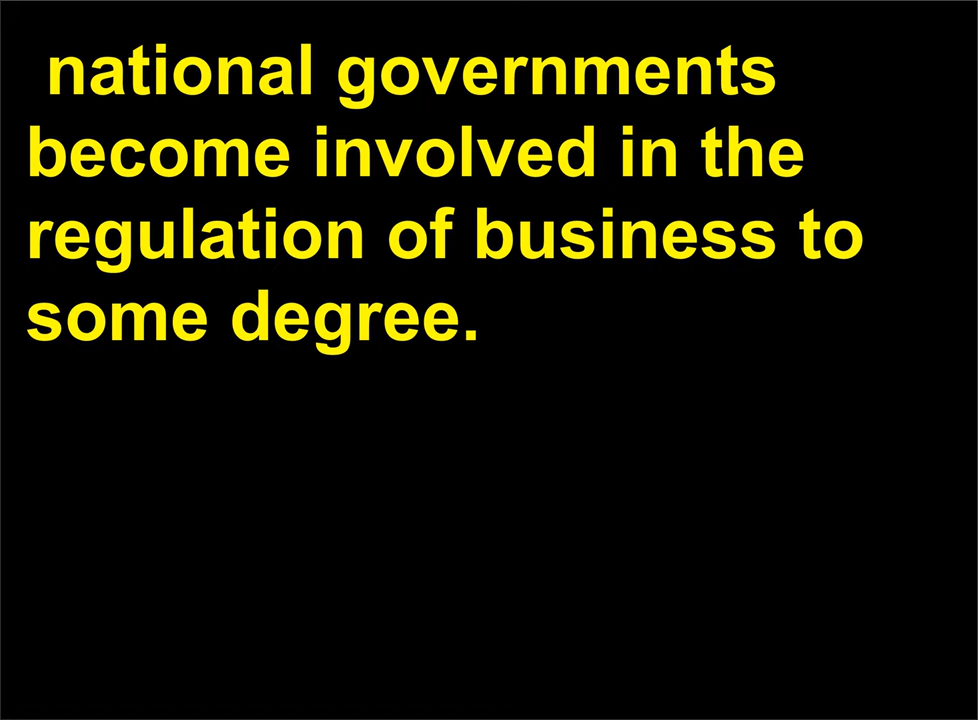 national governments
become involved in the
regulation of business to
some degree.